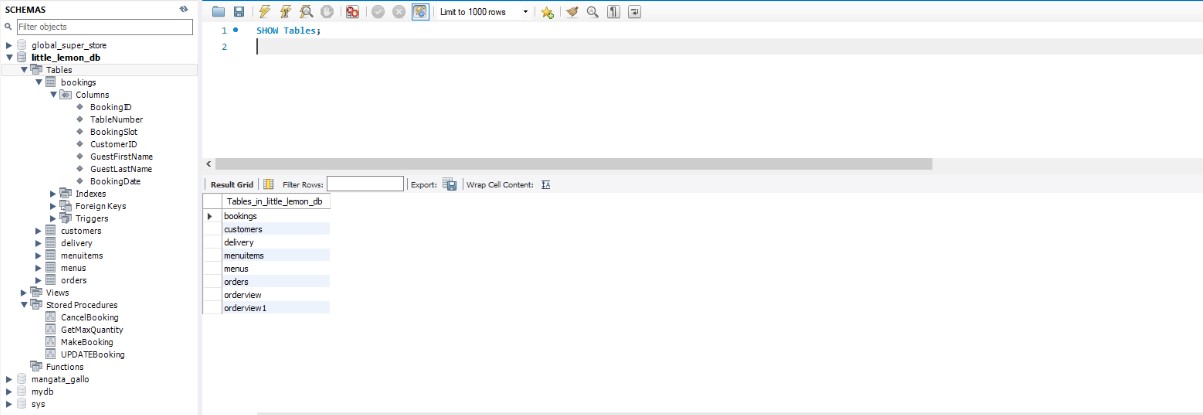 SCHEMAS
Filter objects
global_super_store
little_lemon_db
Tables
bookings
Columns
BookingID
TableNumber
BookingSlot
CustomerID
GuestFirstName
GuestLastName
BookingDate
Indexes
Foreign Keys
Triggers
customers
delivery
menuitems
menus
orders
Views
Stored Procedures
CancelBooking
GetMaxQuantity
MakeBooking
UPDATEBooking
Functions
mangata_gallo
mydb
sys
Limit to 1000 rows
1 SHOW Tables;
2
Result Grid Filter Rows: Export: Wrap Cell Content:
Tables_in_little_lemon_db
bookings
customers
delivery
menuitems
menus
orders
orderview
orderview1